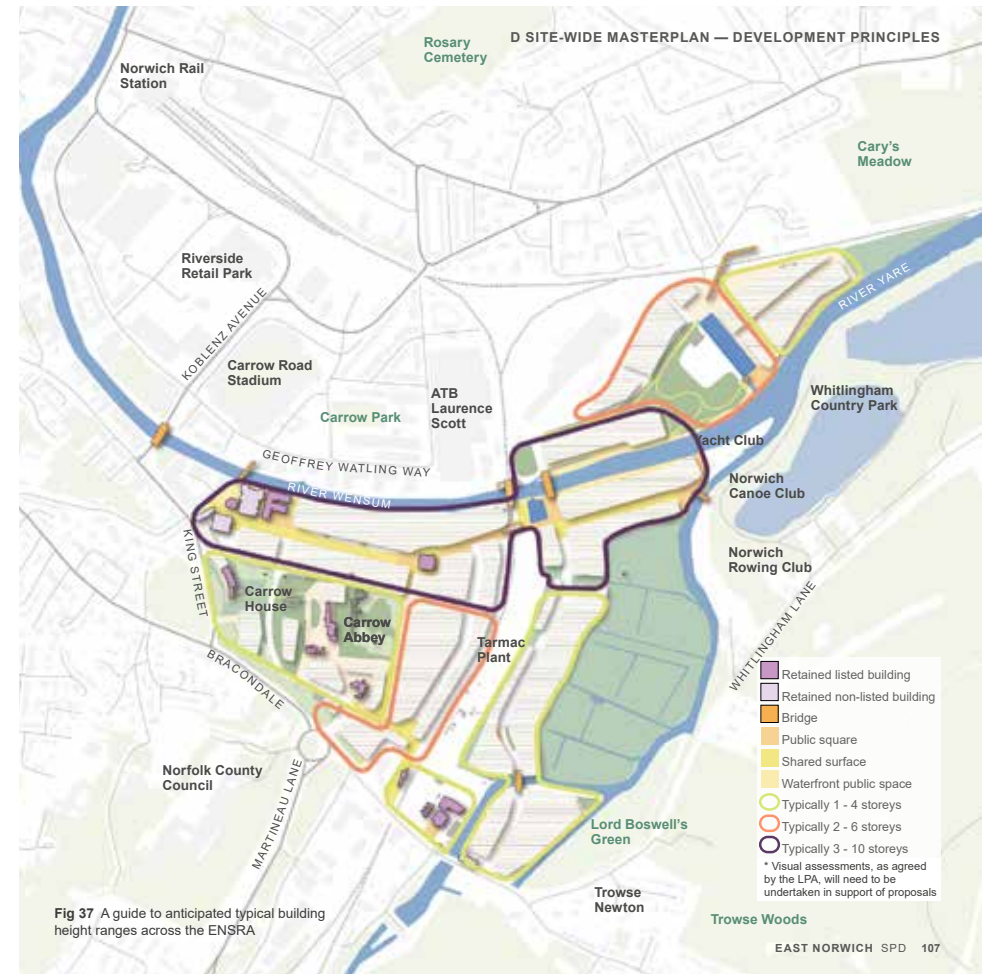 D SITE-WIDE MASTERPLAN — DEVELOPMENT PRINCIPLES
Rosary
Cemetery
Norwich Rail
Station
Cary's
Meadow
Riverside
Retail Park
KOBLENZ AVENUE
RIVER YARE
Carrow Road
Stadium
Carrow Park
ATB
Laurence
Scott
Whitlingham
Country Park
GEOFFREY WATLING WAY
RIVER WENSUM
Yacht Club
Norwich
Canoe Club
KING STREET
Norwich
Rowing Club
Carrow
House
Carrow
Abbey
WHITLINGHAM LANE
Tarmac
Plant
BRACONDALE
Norfolk County
Council
MARTINEAU LANE
Retained listed building
Retained non-listed building
Bridge
Public square
Shared surface
Waterfront public space
Typically 1 - 4 storeys
Typically 2 - 6 storeys
Typically 3 - 10 storeys
* Visual assessments, as agreed
by the LPA, will need to be
undertaken in support of proposals
Lord Boswell's
Green
Trowse
Newton
Trowse Woods
Fig 37 A guide to anticipated typical building
height ranges across the ENSRA
EAST NORWICH SPD 107